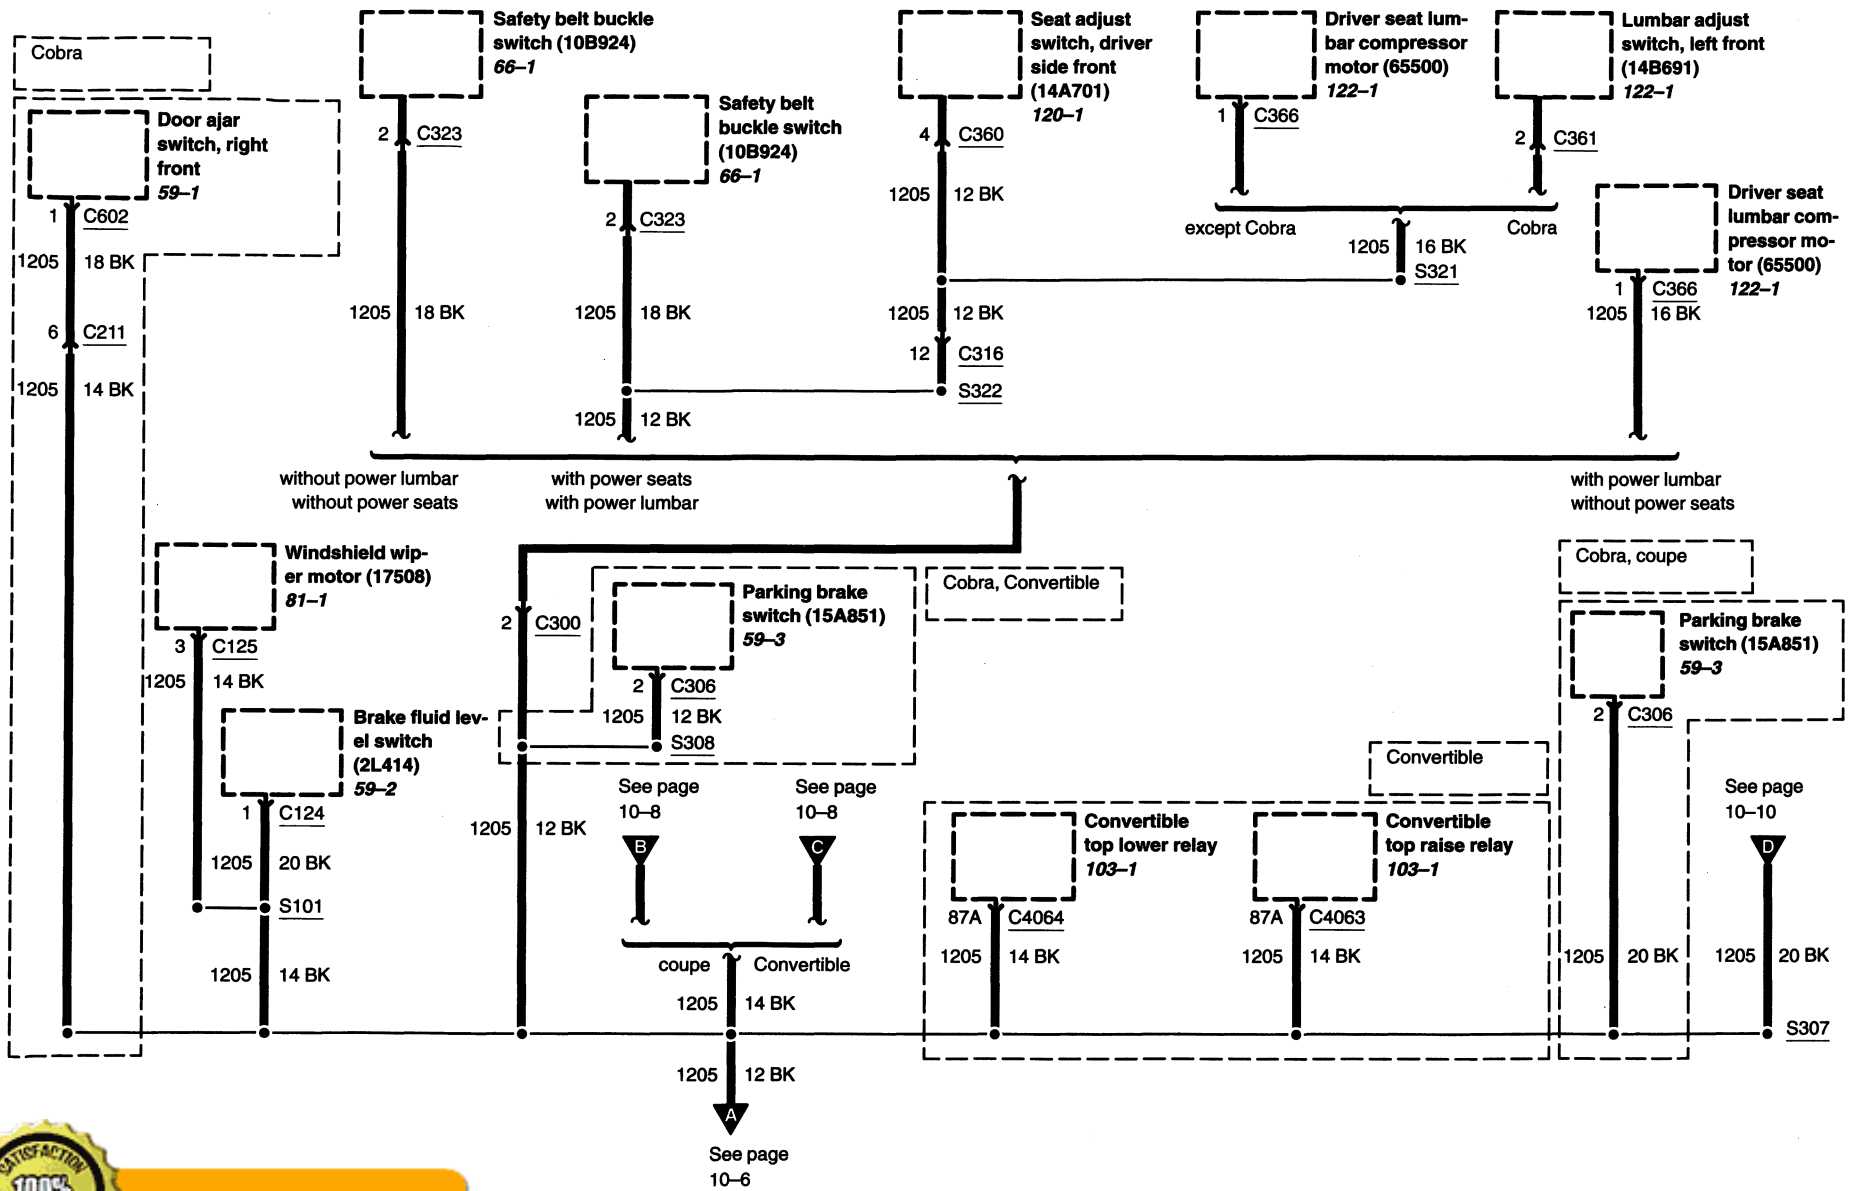 Cobra
Door ajar
switch, right
front
59–1
1
C602
1205
18 BK
6
C211
1205
14 BK
Safety belt buckle
switch (10B924)
66–1
2
C323
1205
18 BK
Safety belt
buckle switch
(10B924)
66–1
2
C323
1205
18 BK
1205
12 BK
Seat adjust
switch, driver
side front
(14A701)
120–1
4
C360
1205
12 BK
1205
12 BK
12
C316
S322
Driver seat lum-
bar compressor
motor (65500)
122–1
1
C366
Lumbar adjust
switch, left front
(14B691)
122–1
2
C361
except Cobra
Cobra
1205
16 BK
S321
Driver seat
lumbar com-
pressor mo-
tor (65500)
122–1
1
C366
1205
16 BK
without power lumbar
without power seats
with power seats
with power lumbar
with power lumbar
without power seats
Windshield wip-
er motor (17508)
81–1
3
C125
1205
14 BK
Brake fluid lev-
el switch
(2L414)
59–2
1
C124
1205
20 BK
S101
1205
14 BK
2
C300
Parking brake
switch (15A851)
59–3
2
C306
1205
12 BK
S308
Cobra, Convertible
1205
12 BK
See page
10–8
B
See page
10–8
C
coupe
Convertible
1205
14 BK
1205
12 BK
A
See page
10–6
Convertible
Convertible
top lower relay
103–1
87A
C4064
1205
14 BK
Convertible
top raise relay
103–1
87A
C4063
1205
14 BK
Cobra, coupe
Parking brake
switch (15A851)
59–3
2
C306
1205
20 BK
See page
10–10
D
1205
20 BK
S307
SATISFACTION
100%